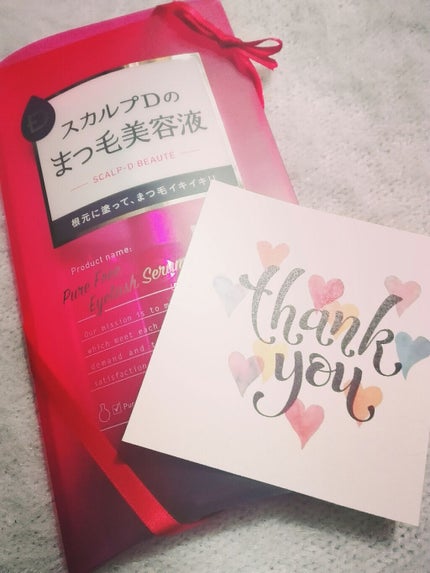 スカルプDの
まつ毛美容液
SCALP-D BEAUTÉ
根元に塗って、まつ毛イキイキ!
Product name:
Pure Free
Eyelash Serum
Our mission is to m
which meet each
demand and t
satisfaction
Pur
thank
you